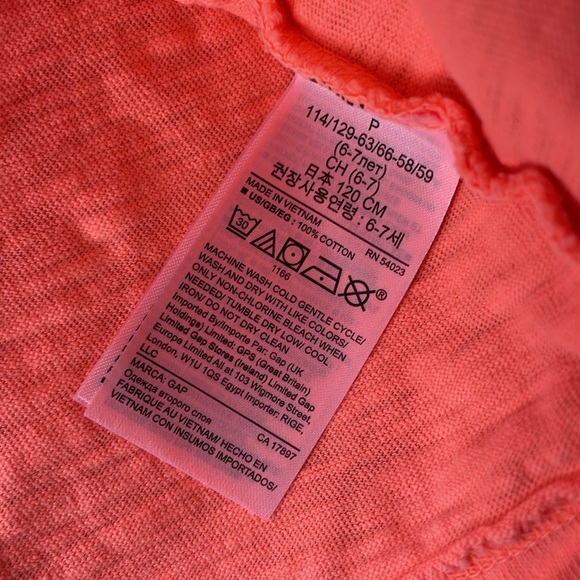 P
114/129-63/66-58/59
(6-7лет)
CH (6-7)
日本 120 CM
권장사용연령 : 6-7세
MADE IN VIETNAM RN 54023
■ US/GB/EG : 100% COTTON
30
1166
®
MACHINE WASH COLD GENTLE CYCLE/
WASH AND DRY WITH LIKE COLORS/
ONLY NON-CHLORINE BLEACH WHEN
NEEDED/ TUMBLE DRY LOW/ COOL
IRON/ DO NOT DRY CLEAN
Imported By/Importe Par: Gap (UK
Holdings) Limited: GPS (Great Britain)
Limited Gap Stores (Ireland) Limited Gap
Europe Limited All et 103 Wigmore Street,
London, W1U 1QS Egypt Importer: RIGE,
LLC
MARCA: GAP CA 17897
Одежда второго слоя
FABRIQUE AU VIETNAM/ HECHO EN
VIETNAM CON INSUMOS IMPORTADOS/